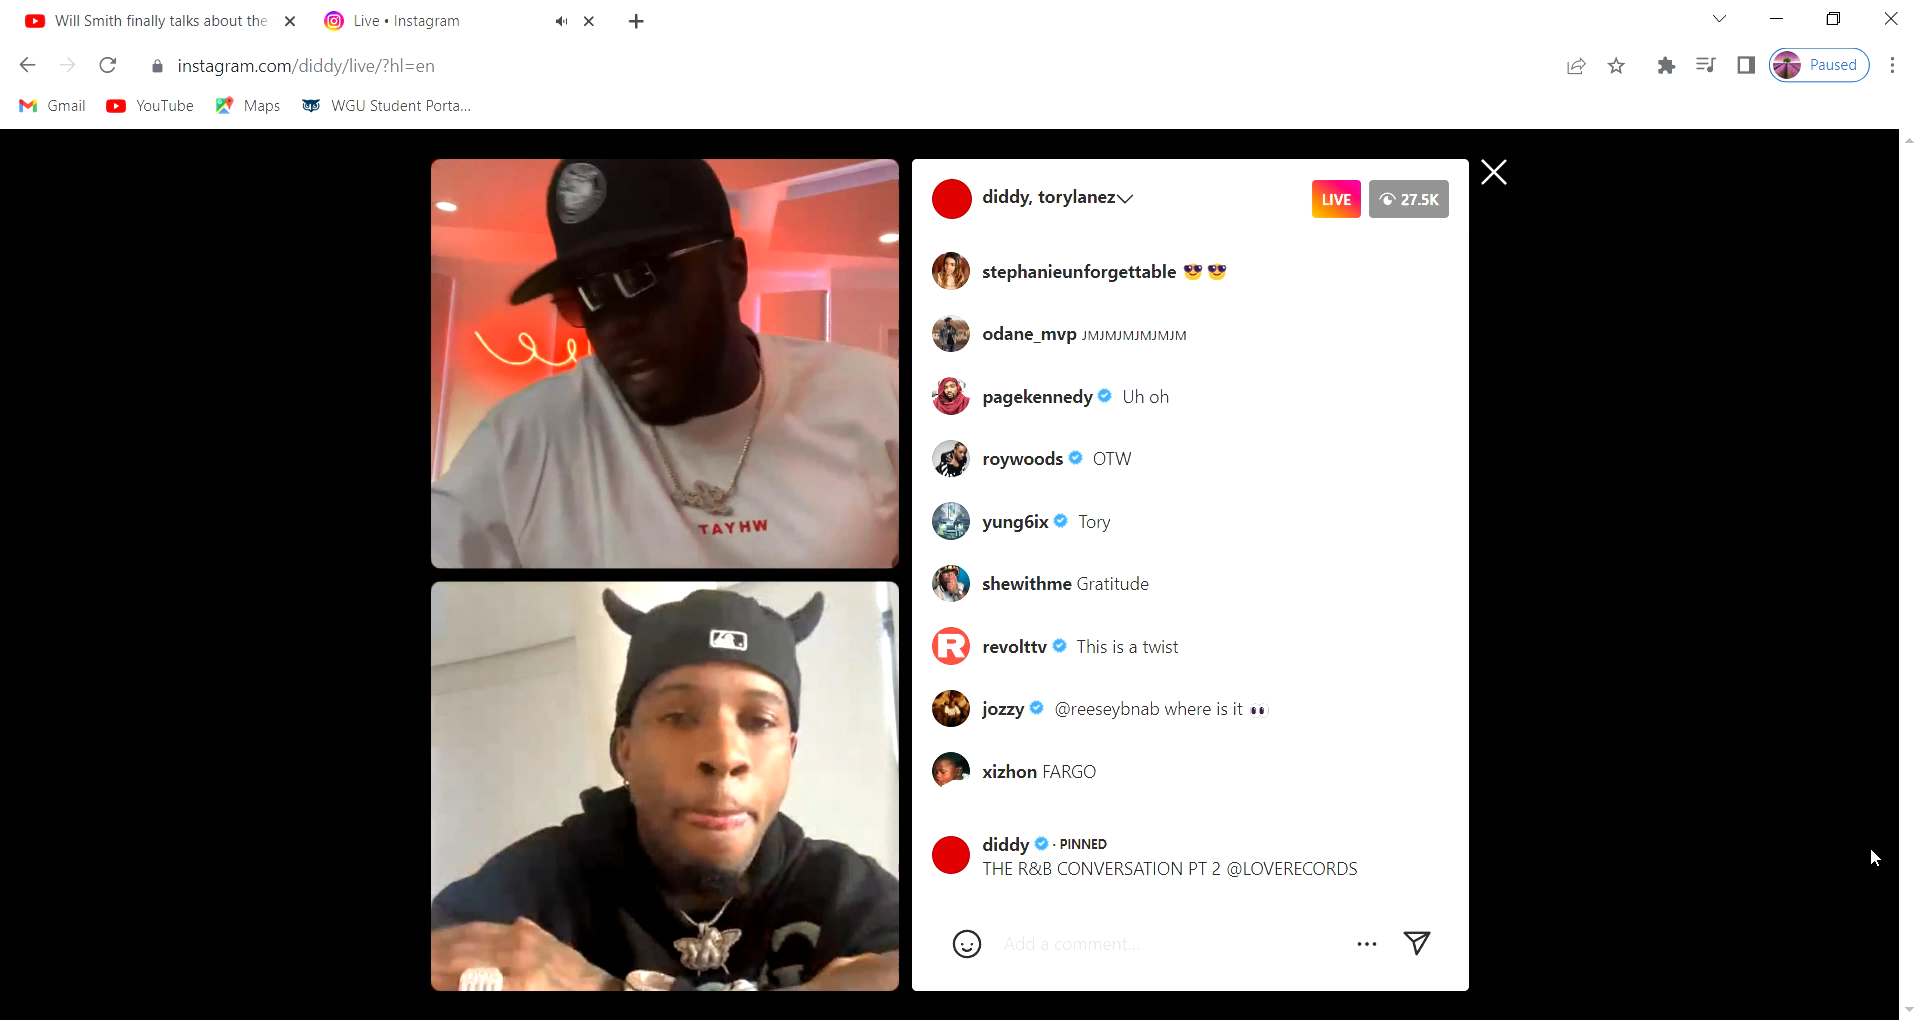 Will Smith finally talks about the
Live • Instagram
instagram.com/diddy/live/?hl=en
Paused
Gmail
YouTube
Maps
WGU Student Porta...
TAYHW
diddy, torylanez
LIVE
27.5K
stephanieunforgettable 😎😎
odane_mvp JMJMJMJMJMJM
pagekennedy Uh oh
roywoods OTW
yung6ix Tory
shewithme Gratitude
R
revolttv This is a twist
jozzy @reeseybnab where is it 👀
xizhon FARGO
diddy · PINNED
THE R&B CONVERSATION PT 2 @LOVERECORDS
Add a comment...